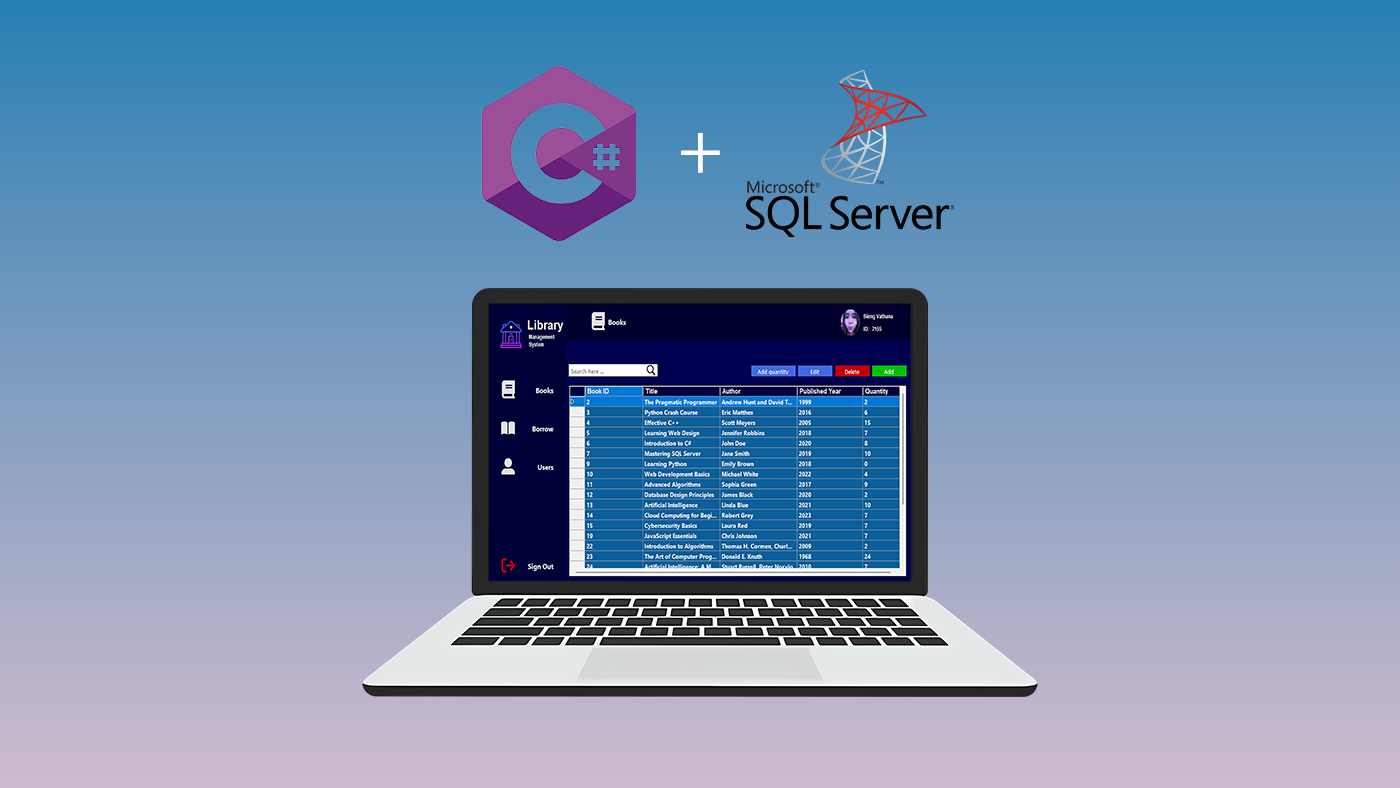 C#
+
Microsoft®
SQL Server®
™
Library
Management
System
Books
Sieng Vathana
ID: 7155
Search here ...
Add quantity Edit Delete Add
Books
Borrow
Users
Sign Out
Book ID Title Author Published Year Quantity
2 The Pragmatic Programmer Andrew Hunt and David T... 1999 2
3 Python Crash Course Eric Matthes 2016 6
4 Effective C++ Scott Meyers 2005 15
5 Learning Web Design Jennifer Robbins 2018 7
6 Introduction to C# John Doe 2020 8
7 Mastering SQL Server Jane Smith 2019 10
9 Learning Python Emily Brown 2018 0
10 Web Development Basics Michael White 2022 4
11 Advanced Algorithms Sophia Green 2017 9
12 Database Design Principles James Black 2020 2
13 Artificial Intelligence Linda Blue 2021 10
14 Cloud Computing for Begi... Robert Grey 2023 7
15 Cybersecurity Basics Laura Red 2019 7
19 JavaScript Essentials Chris Johnson 2021 7
22 Introduction to Algorithms Thomas H. Cormen, Charl... 2009 2
23 The Art of Computer Prog... Donald E. Knuth 1968 24
24 Artificial Intelligence: A M... Stuart Russell, Peter Norvig 2010 7